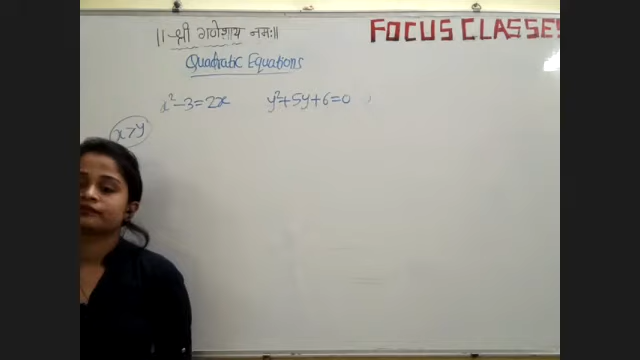 ॥ श्री गणेशाय नमः॥
FOCUS CLASSES
Quadratic Equations
x²-3=2x y²+5y+6=0
x>y